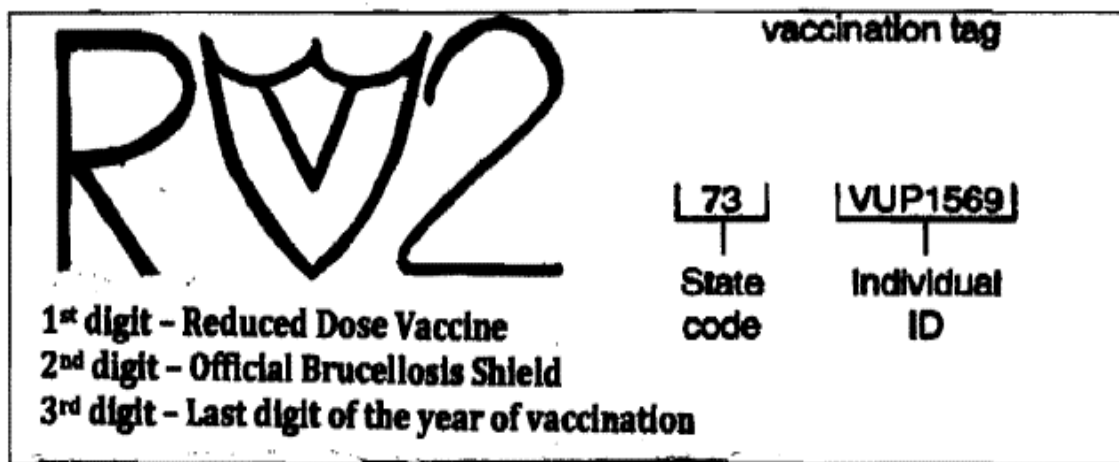 vaccination tag
RV2
73 VUP1569
State code
Individual ID
1st digit – Reduced Dose Vaccine
2nd digit – Official Brucellosis Shield
3rd digit – Last digit of the year of vaccination